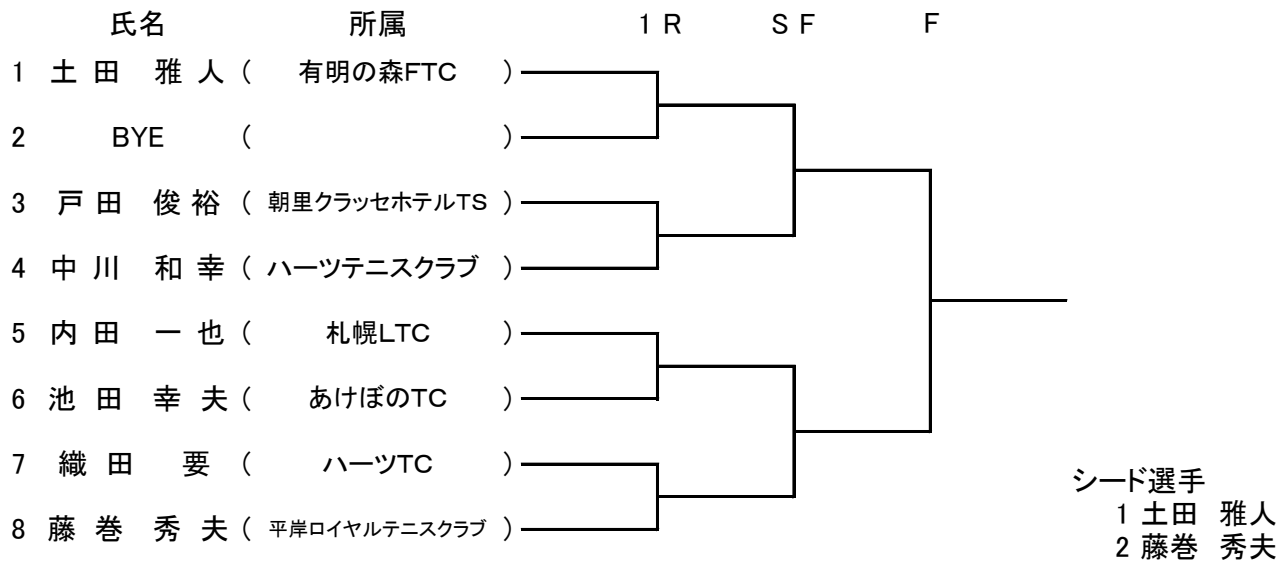 氏名 所属 1R SF F
1 土田 雅人 ( 有明の森FTC )
2 BYE ( )
3 戸田 俊裕 ( 朝里クラッセホテルTS )
4 中川 和幸 ( ハーツテニスクラブ )
5 内田 一也 ( 札幌LTC )
6 池田 幸夫 ( あけぼのTC )
7 織田 要 ( ハーツTC )
8 藤巻 秀夫 ( 平岸ロイヤルテニスクラブ )
シード選手
1 土田 雅人
2 藤巻 秀夫